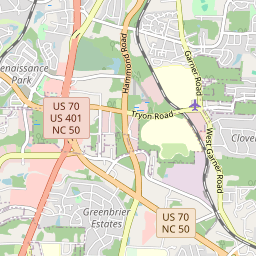 Garner Road
Hammond Road
enaissance
Park
US 70
US 401
NC 50
Tryon Road
West Garner Road
Clove
Greenbrier
Estates
US 70
NC 50